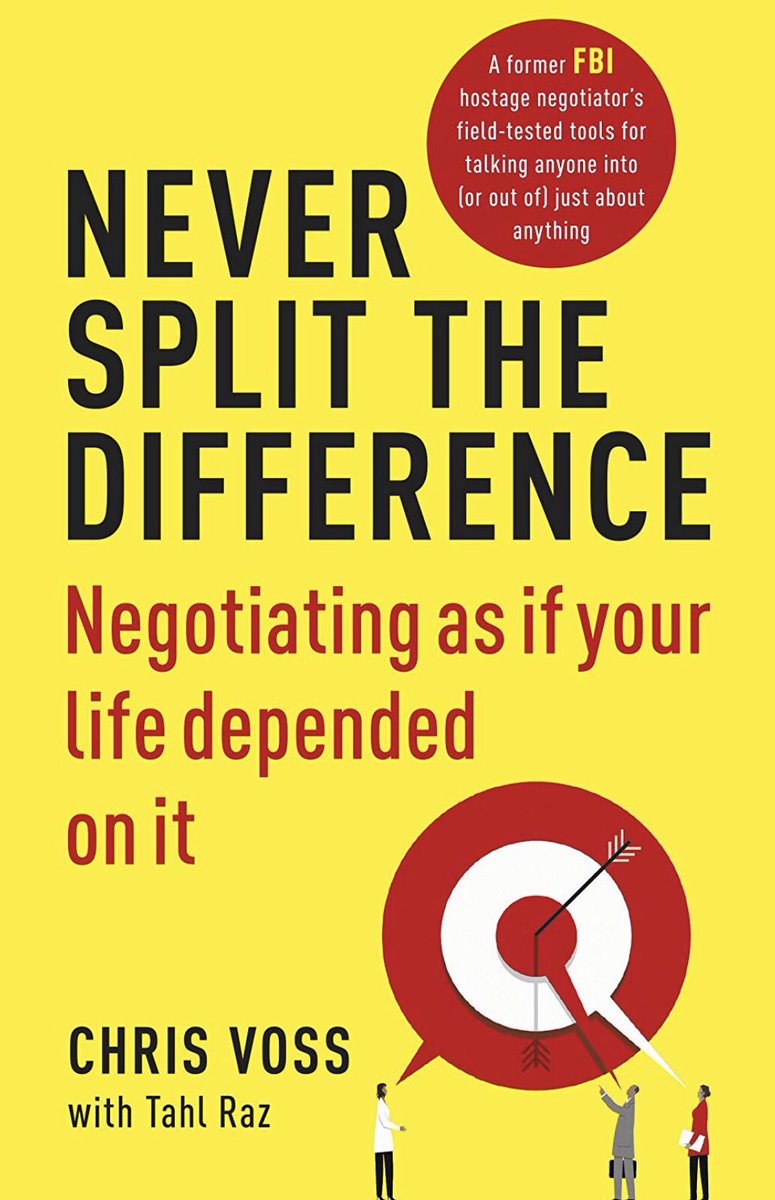 A former FBI
hostage negotiator's
field-tested tools for
talking anyone into
(or out of) just about
anything
NEVER
SPLIT THE
DIFFERENCE
Negotiating as if your
life depended
on it
CHRIS VOSS
with Tahl Raz